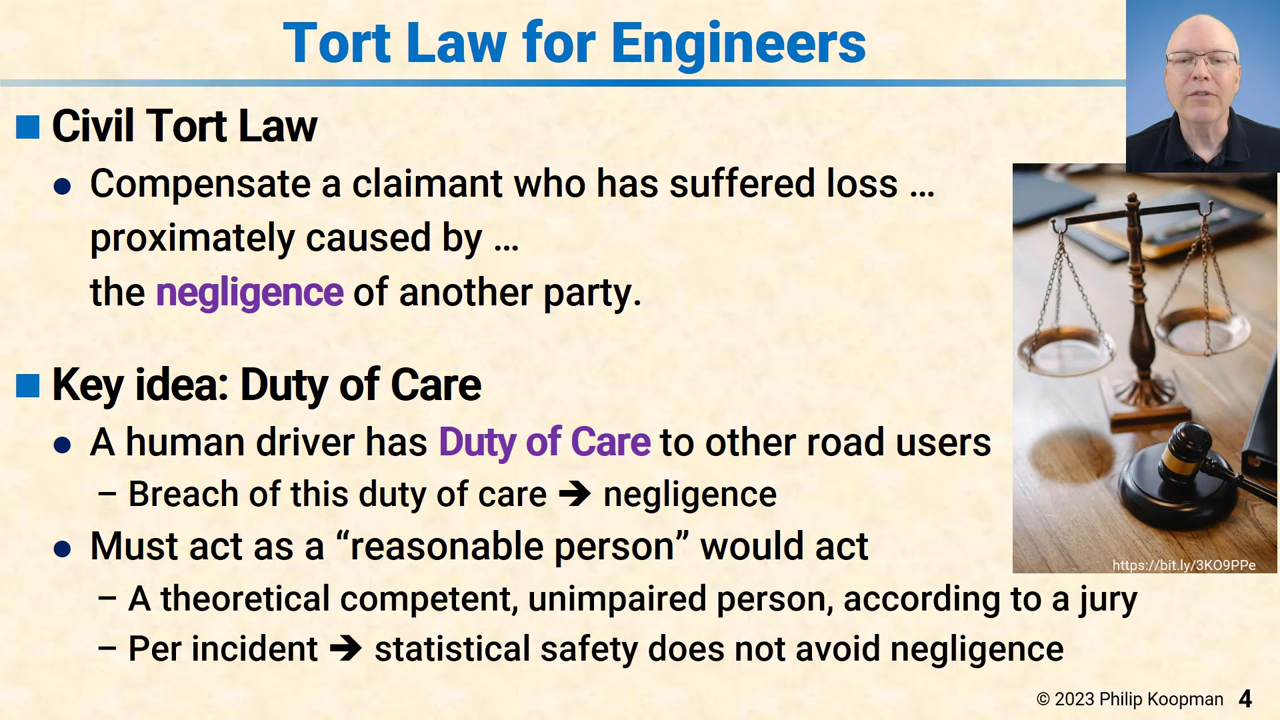 Tort Law for Engineers
Civil Tort Law
Compensate a claimant who has suffered loss …
proximately caused by …
the negligence of another party.
Key idea: Duty of Care
A human driver has Duty of Care to other road users
– Breach of this duty of care ➔ negligence
Must act as a “reasonable person” would act
– A theoretical competent, unimpaired person, according to a jury
– Per incident ➔ statistical safety does not avoid negligence
https://bit.ly/3KO9PPe
© 2023 Philip Koopman 4